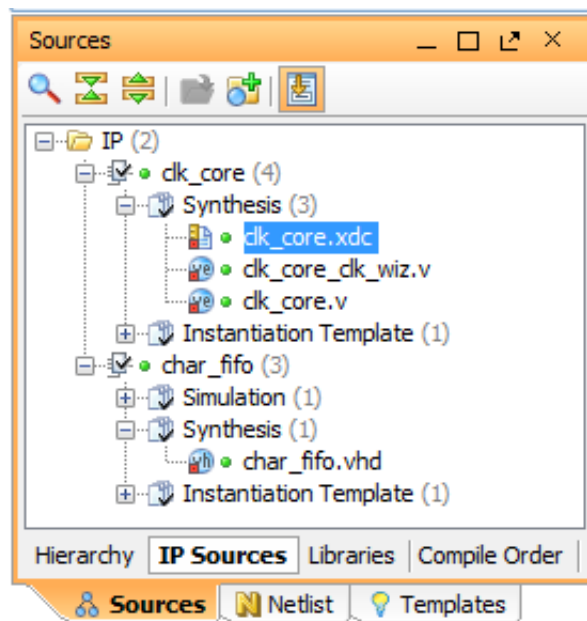 Sources
IP (2)
clk_core (4)
Synthesis (3)
clk_core.xdc
clk_core_clk_wiz.v
clk_core.v
Instantiation Template (1)
char_fifo (3)
Simulation (1)
Synthesis (1)
char_fifo.vhd
Instantiation Template (1)
Hierarchy IP Sources Libraries Compile Order
Sources Netlist Templates